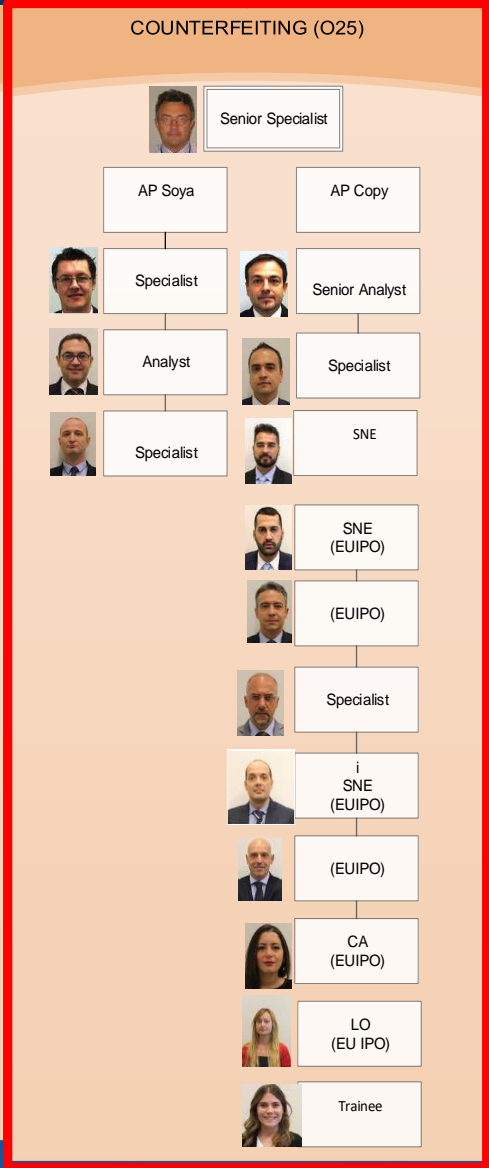 COUNTERFEITING (O25)
Senior Specialist
AP Soya
AP Copy
Specialist
Senior Analyst
Analyst
Specialist
Specialist
SNE
SNE
(EUIPO)
(EUIPO)
Specialist
i
SNE
(EUIPO)
(EUIPO)
CA
(EUIPO)
LO
(EU IPO)
Trainee